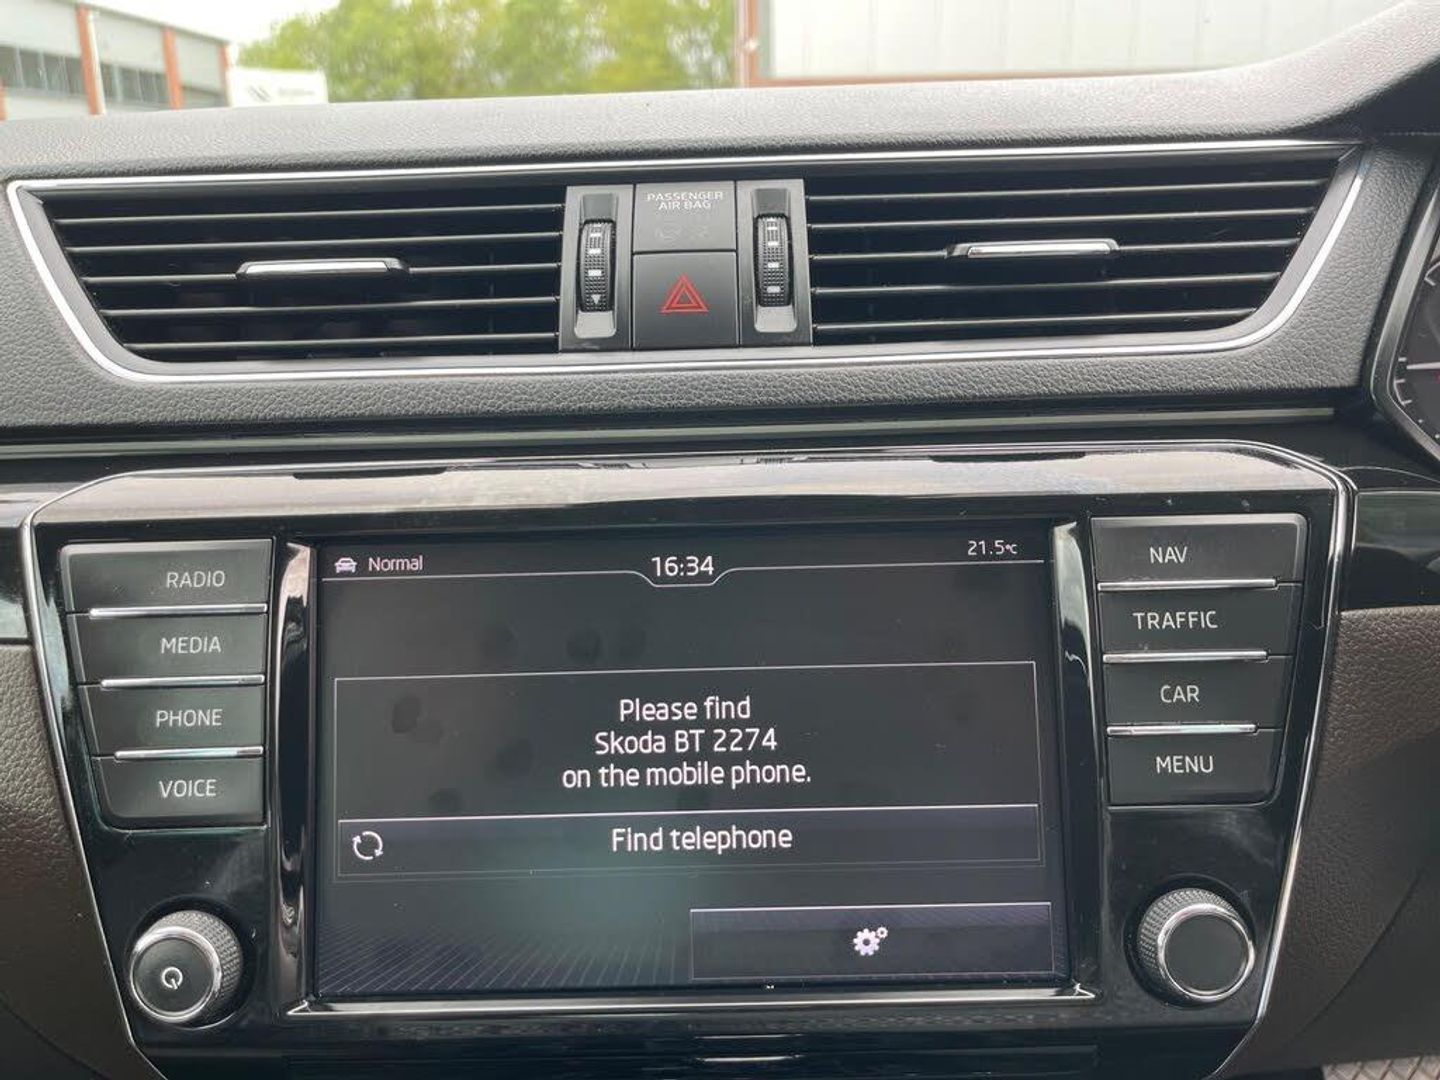 PASSENGER
AIR BAG
Normal
16:34
21.5°C
RADIO
MEDIA
PHONE
VOICE
Please find
Skoda BT 2274
on the mobile phone.
Find telephone
NAV
TRAFFIC
CAR
MENU